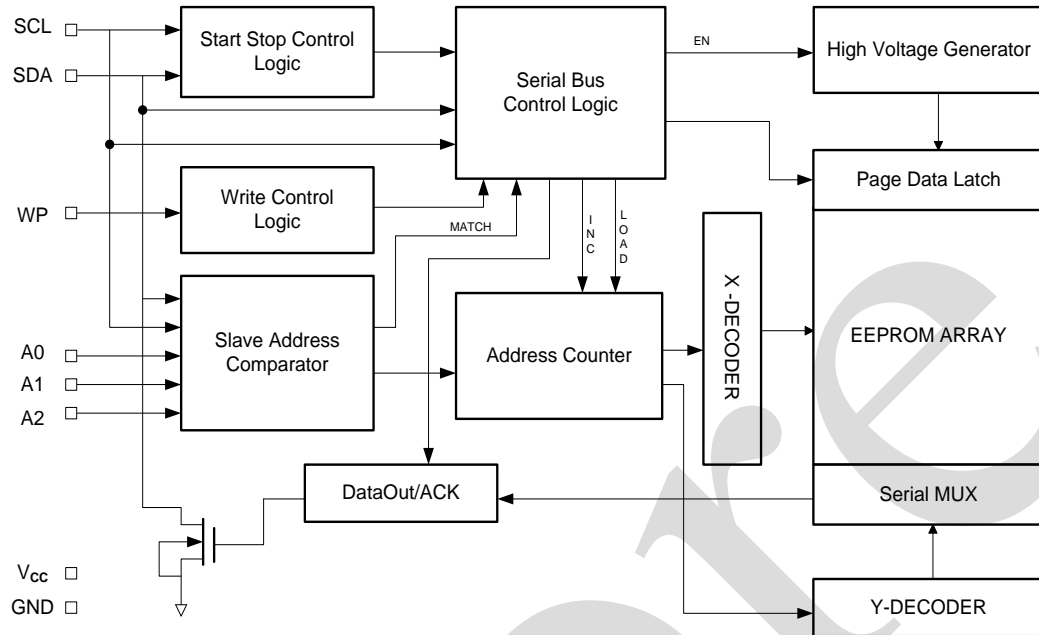 SCL
SDA
WP
A0
A1
A2
Vcc
GND
Start Stop Control
Logic
Write Control
Logic
Slave Address
Comparator
Serial Bus
Control Logic
EN
MATCH
INC
LOAD
Address Counter
DataOut/ACK
X -DECODER
High Voltage Generator
Page Data Latch
EEPROM ARRAY
Serial MUX
Y-DECODER